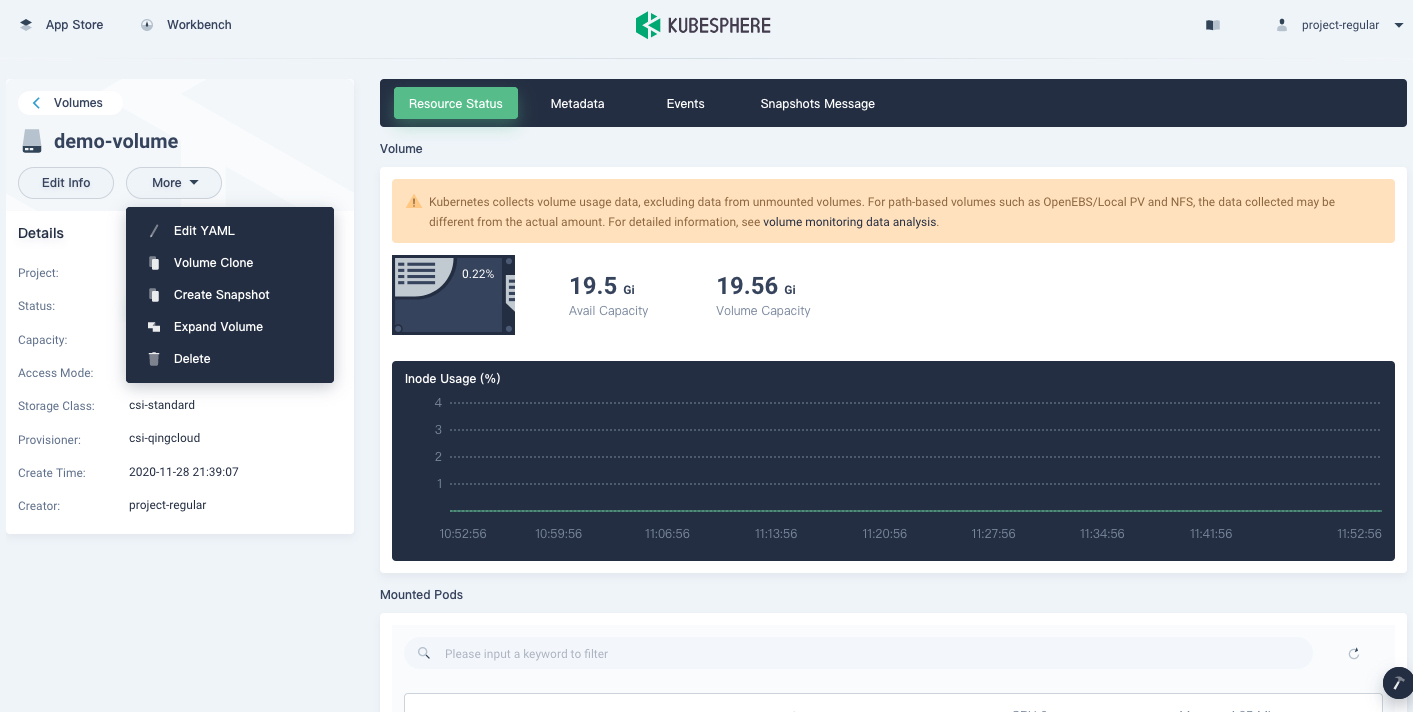 App Store
Workbench
KUBESPHERE
project-regular
Volumes
demo-volume
Edit Info
More
Edit YAML
Volume Clone
Create Snapshot
Expand Volume
Delete
Details
Project:
Status:
Capacity:
Access Mode:
Storage Class: csi-standard
Provisioner: csi-qingcloud
Create Time: 2020-11-28 21:39:07
Creator: project-regular
Resource Status
Metadata
Events
Snapshots Message
Volume
Kubernetes collects volume usage data, excluding data from unmounted volumes. For path-based volumes such as OpenEBS/Local PV and NFS, the data collected may be
different from the actual amount. For detailed information, see volume monitoring data analysis.
0.22%
19.5 Gi
Avail Capacity
19.56 Gi
Volume Capacity
Inode Usage (%)
4
3
2
1
10:52:56 10:59:56 11:06:56 11:13:56 11:20:56 11:27:56 11:34:56 11:41:56 11:52:56
Mounted Pods
Please input a keyword to filter